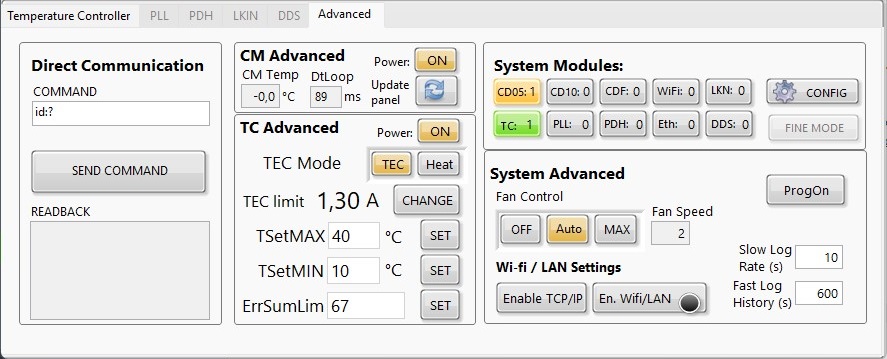 Temperature Controller PLL PDH LKIN DDS Advanced
Direct Communication
COMMAND
id:?
SEND COMMAND
READBACK
CM Advanced
CM Temp
-0,0 °C
DtLoop
89 ms
Power: ON
Update
panel
TC Advanced
Power: ON
TEC Mode TEC Heat
TEC limit 1,30 A CHANGE
TSetMAX 40 °C SET
TSetMIN 10 °C SET
ErrSumLim 67 SET
System Modules:
CD05: 1 CD10: 0 CDF: 0 WiFi: 0 LKN: 0 CONFIG
TC: 1 PLL: 0 PDH: 0 Eth: 0 DDS: 0 FINE MODE
System Advanced
Fan Control
OFF Auto MAX
Fan Speed
2
ProgOn
Wi-fi / LAN Settings
Enable TCP/IP En. Wifi/LAN
Slow Log
Rate (s) 10
Fast Log
History (s) 600